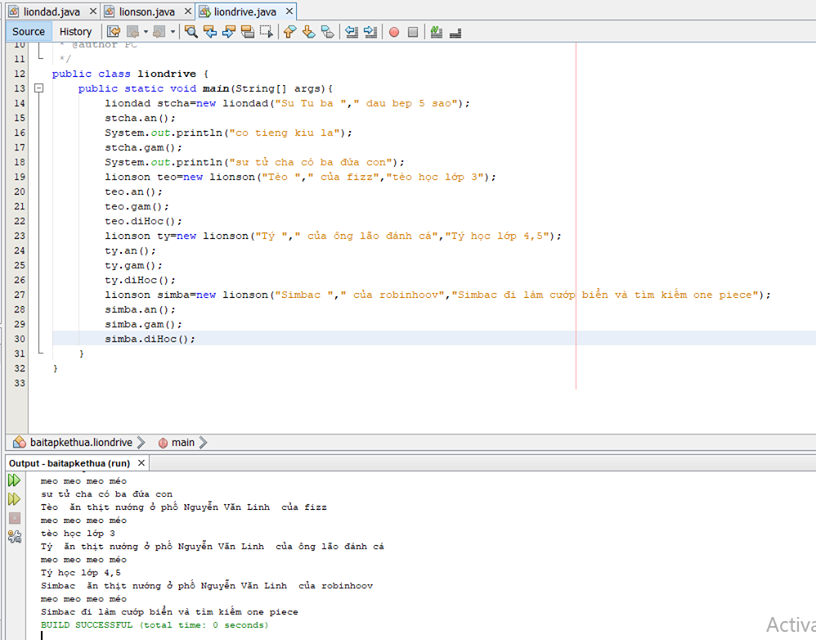 liondad.java × lionson.java × liondrive.java ×
Source History
10 * @author PC
11 */
12 public class liondrive {
13 public static void main(String[] args){
14 liondad stcha=new liondad("Su Tu ba "," dau bep 5 sao");
15 stcha.an();
16 System.out.println("co tieng kiu la");
17 stcha.gam();
18 System.out.println("sư tử cha có ba đứa con");
19 lionson teo=new lionson("Tèo "," của fizz","tèo học lớp 3");
20 teo.an();
21 teo.gam();
22 teo.diHoc();
23 lionson ty=new lionson("Tý "," của ông lão đánh cá","Tý học lớp 4,5");
24 ty.an();
25 ty.gam();
26 ty.diHoc();
27 lionson simba=new lionson("Simbac "," của robinhoov","Simbac đi làm cướp biển và tìm kiếm one piece");
28 simba.an();
29 simba.gam();
30 simba.diHoc();
31 }
32 }
33
baitapkethua.liondrive main
Output - baitapkethua (run) ×
meo meo meo méo
sư tử cha có ba đứa con
Tèo ăn thịt nướng ở phố Nguyễn Văn Linh của fizz
meo meo meo méo
tèo học lớp 3
Tý ăn thịt nướng ở phố Nguyễn Văn Linh của ông lão đánh cá
meo meo meo méo
Tý học lớp 4,5
Simbac ăn thịt nướng ở phố Nguyễn Văn Linh của robinhoov
meo meo meo méo
Simbac đi làm cướp biển và tìm kiếm one piece
BUILD SUCCESSFUL (total time: 0 seconds)
Activa